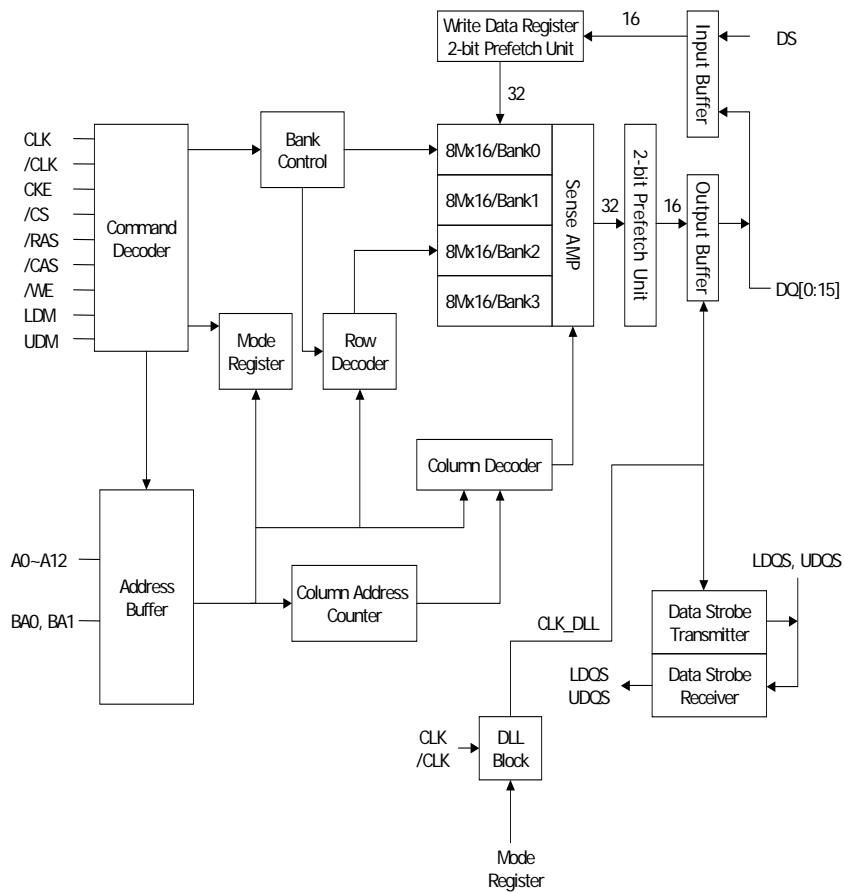 Write Data Register
2-bit Prefetch Unit
16
Input Buffer
DS
32
CLK
/CLK
CKE
/CS
/RAS
/CAS
/WE
LDM
UDM
Command
Decoder
Bank
Control
8Mx16/Bank0
8Mx16/Bank1
8Mx16/Bank2
8Mx16/Bank3
Sense AMP
32
2-bit Prefetch Unit
16
Output Buffer
DQ[0:15]
Mode
Register
Row
Decoder
Column Decoder
A0~A12
BA0, BA1
Address
Buffer
Column Address
Counter
CLK_DLL
LDQS, UDQS
Data Strobe
Transmitter
Data Strobe
Receiver
LDQS
UDQS
CLK
/CLK
DLL
Block
Mode
Register